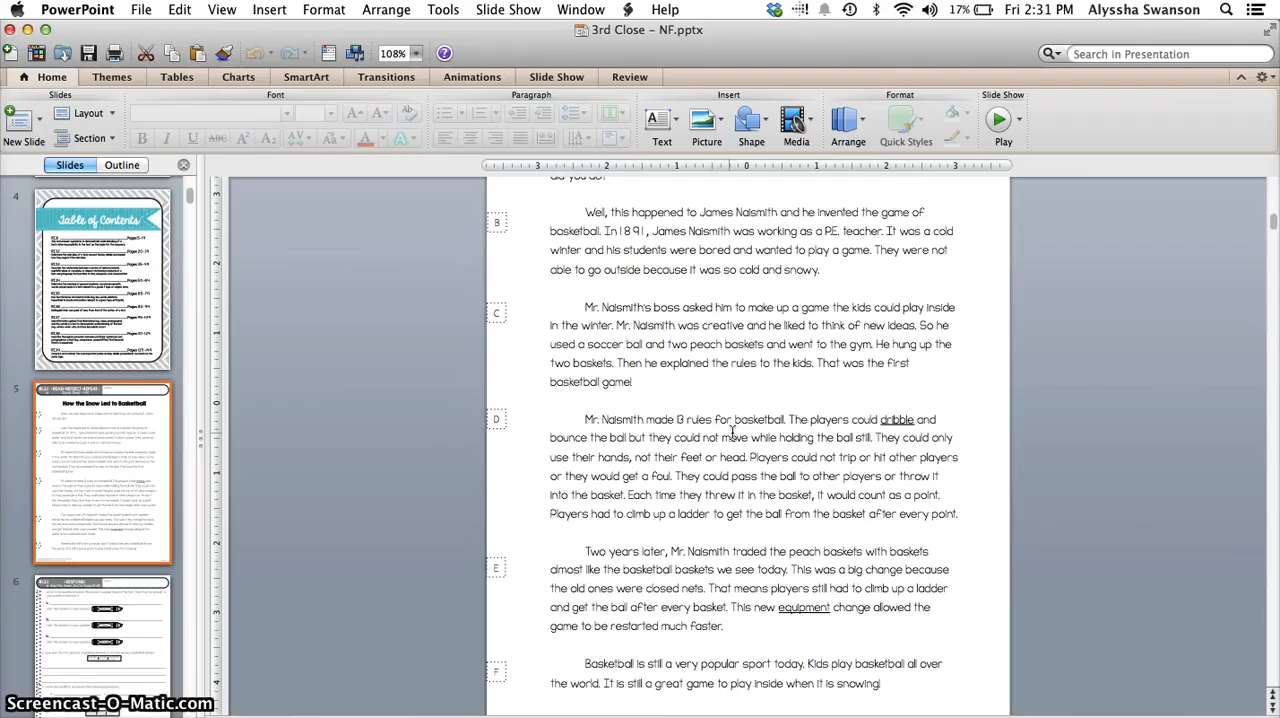 PowerPoint File Edit View Insert Format Arrange Tools Slide Show Window Help 17% Fri 2:31 PM Alyssha Swanson
3rd Close - NF.pptx
108% Search in Presentation
Home Themes Tables Charts SmartArt Transitions Animations Slide Show Review
Slides Font Paragraph Insert Format Slide Show
New Slide Layout Section Text Picture Shape Media Arrange Quick Styles Play
Slides Outline
3 2 1 0 1 2 3
4
Table of Contents
5
How the Snow Led to Basketball
6
did you do?
B
Well, this happened to James Naismith and he invented the game of
basketball. In 1891, James Naismith was working as a PE teacher. It was a cold
winter and his students needed an indoor game. They were not
able to go outside because it was so cold and snowy.
C
Mr. Naismith's boss asked him to develop a game the kids could play inside
in the winter. Mr. Naismith was creative and liked to think of new ideas. So he
used a soccer ball and two peach baskets and went to the gym. He hung up the
two baskets. Then he explained the rules to the kids. That was the first
basketball game!
D
Mr. Naismith made 13 rules for basketball. The players could dribble and
bounce the ball but they could not move holding the ball still. They could only
use their hands, not their feet or head. Players could not trip or hit other players
or they would get a foul. They could pass the ball to other players or throw it
into the basket. Each time they threw it in the basket, it would count as a point.
Players had to climb up a ladder to get the ball from the basket after every point.
E
Two years later, Mr. Naismith traded the peach baskets with baskets
almost like the basketball baskets we see today. This was a big change because
the old ones were closed nets. That meant players still had to climb up a ladder
and get the ball after every basket. This new equipment change allowed the
game to be restarted much faster.
F
Basketball is still a very popular sport today. Kids play basketball all over
the world. It is still a great game to play when it is snowing!
Screencast-O-Matic.com